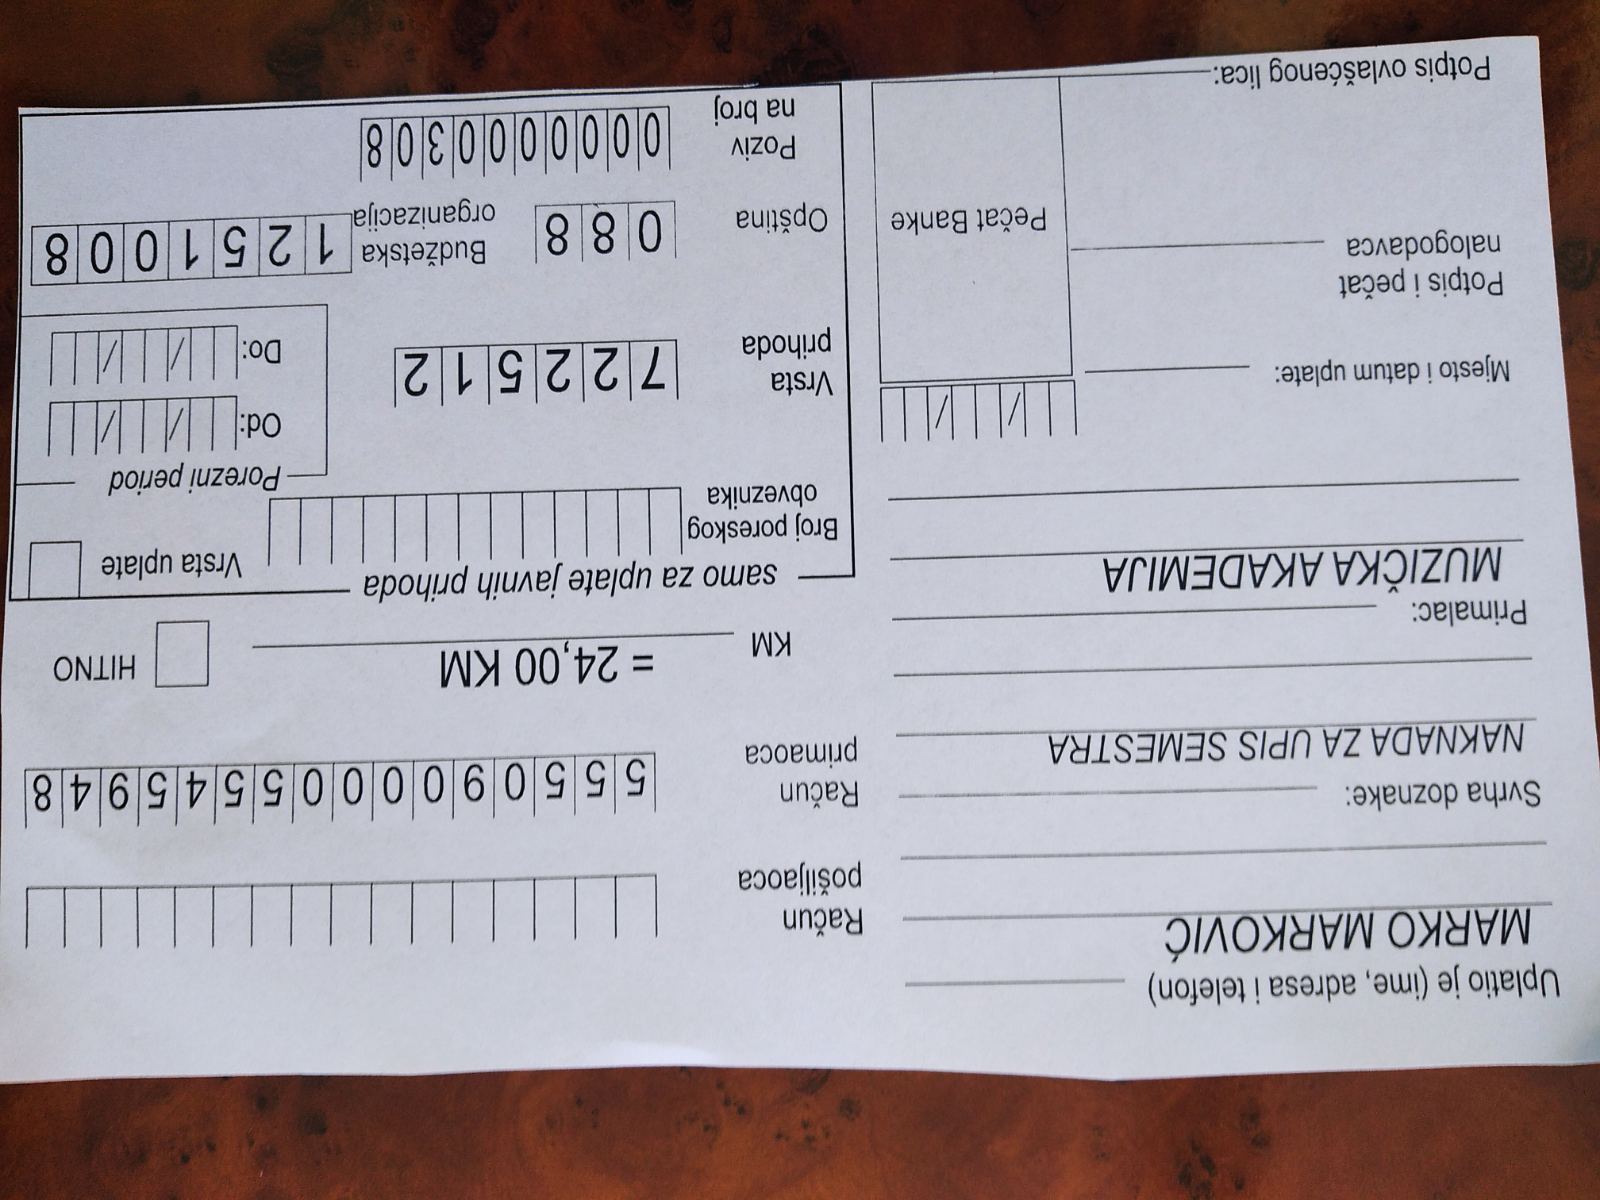 Uplatio je (ime, adresa i telefon)
MARKO MARKOVIĆ
Svrha doznake:
NAKNADA ZA UPIS SEMESTRA
Primalac:
MUZIČKA AKADEMIJA
Mjesto i datum uplate: / /
Potpis i pečat
nalogodavca
Pečat Banke
Potpis ovlašćenog lica:
Račun
pošiljaoca
Račun
primaoca
5550900005545948
KM = 24,00 KM HITNO
samo za uplate javnih prihoda
Broj poreskog
obveznika
Vrsta uplate
Vrsta
prihoda
722512
Porezni period
Od: / /
Do: / /
Opština 088
Budžetska
organizacija
1251008
Poziv
na broj
0000000308